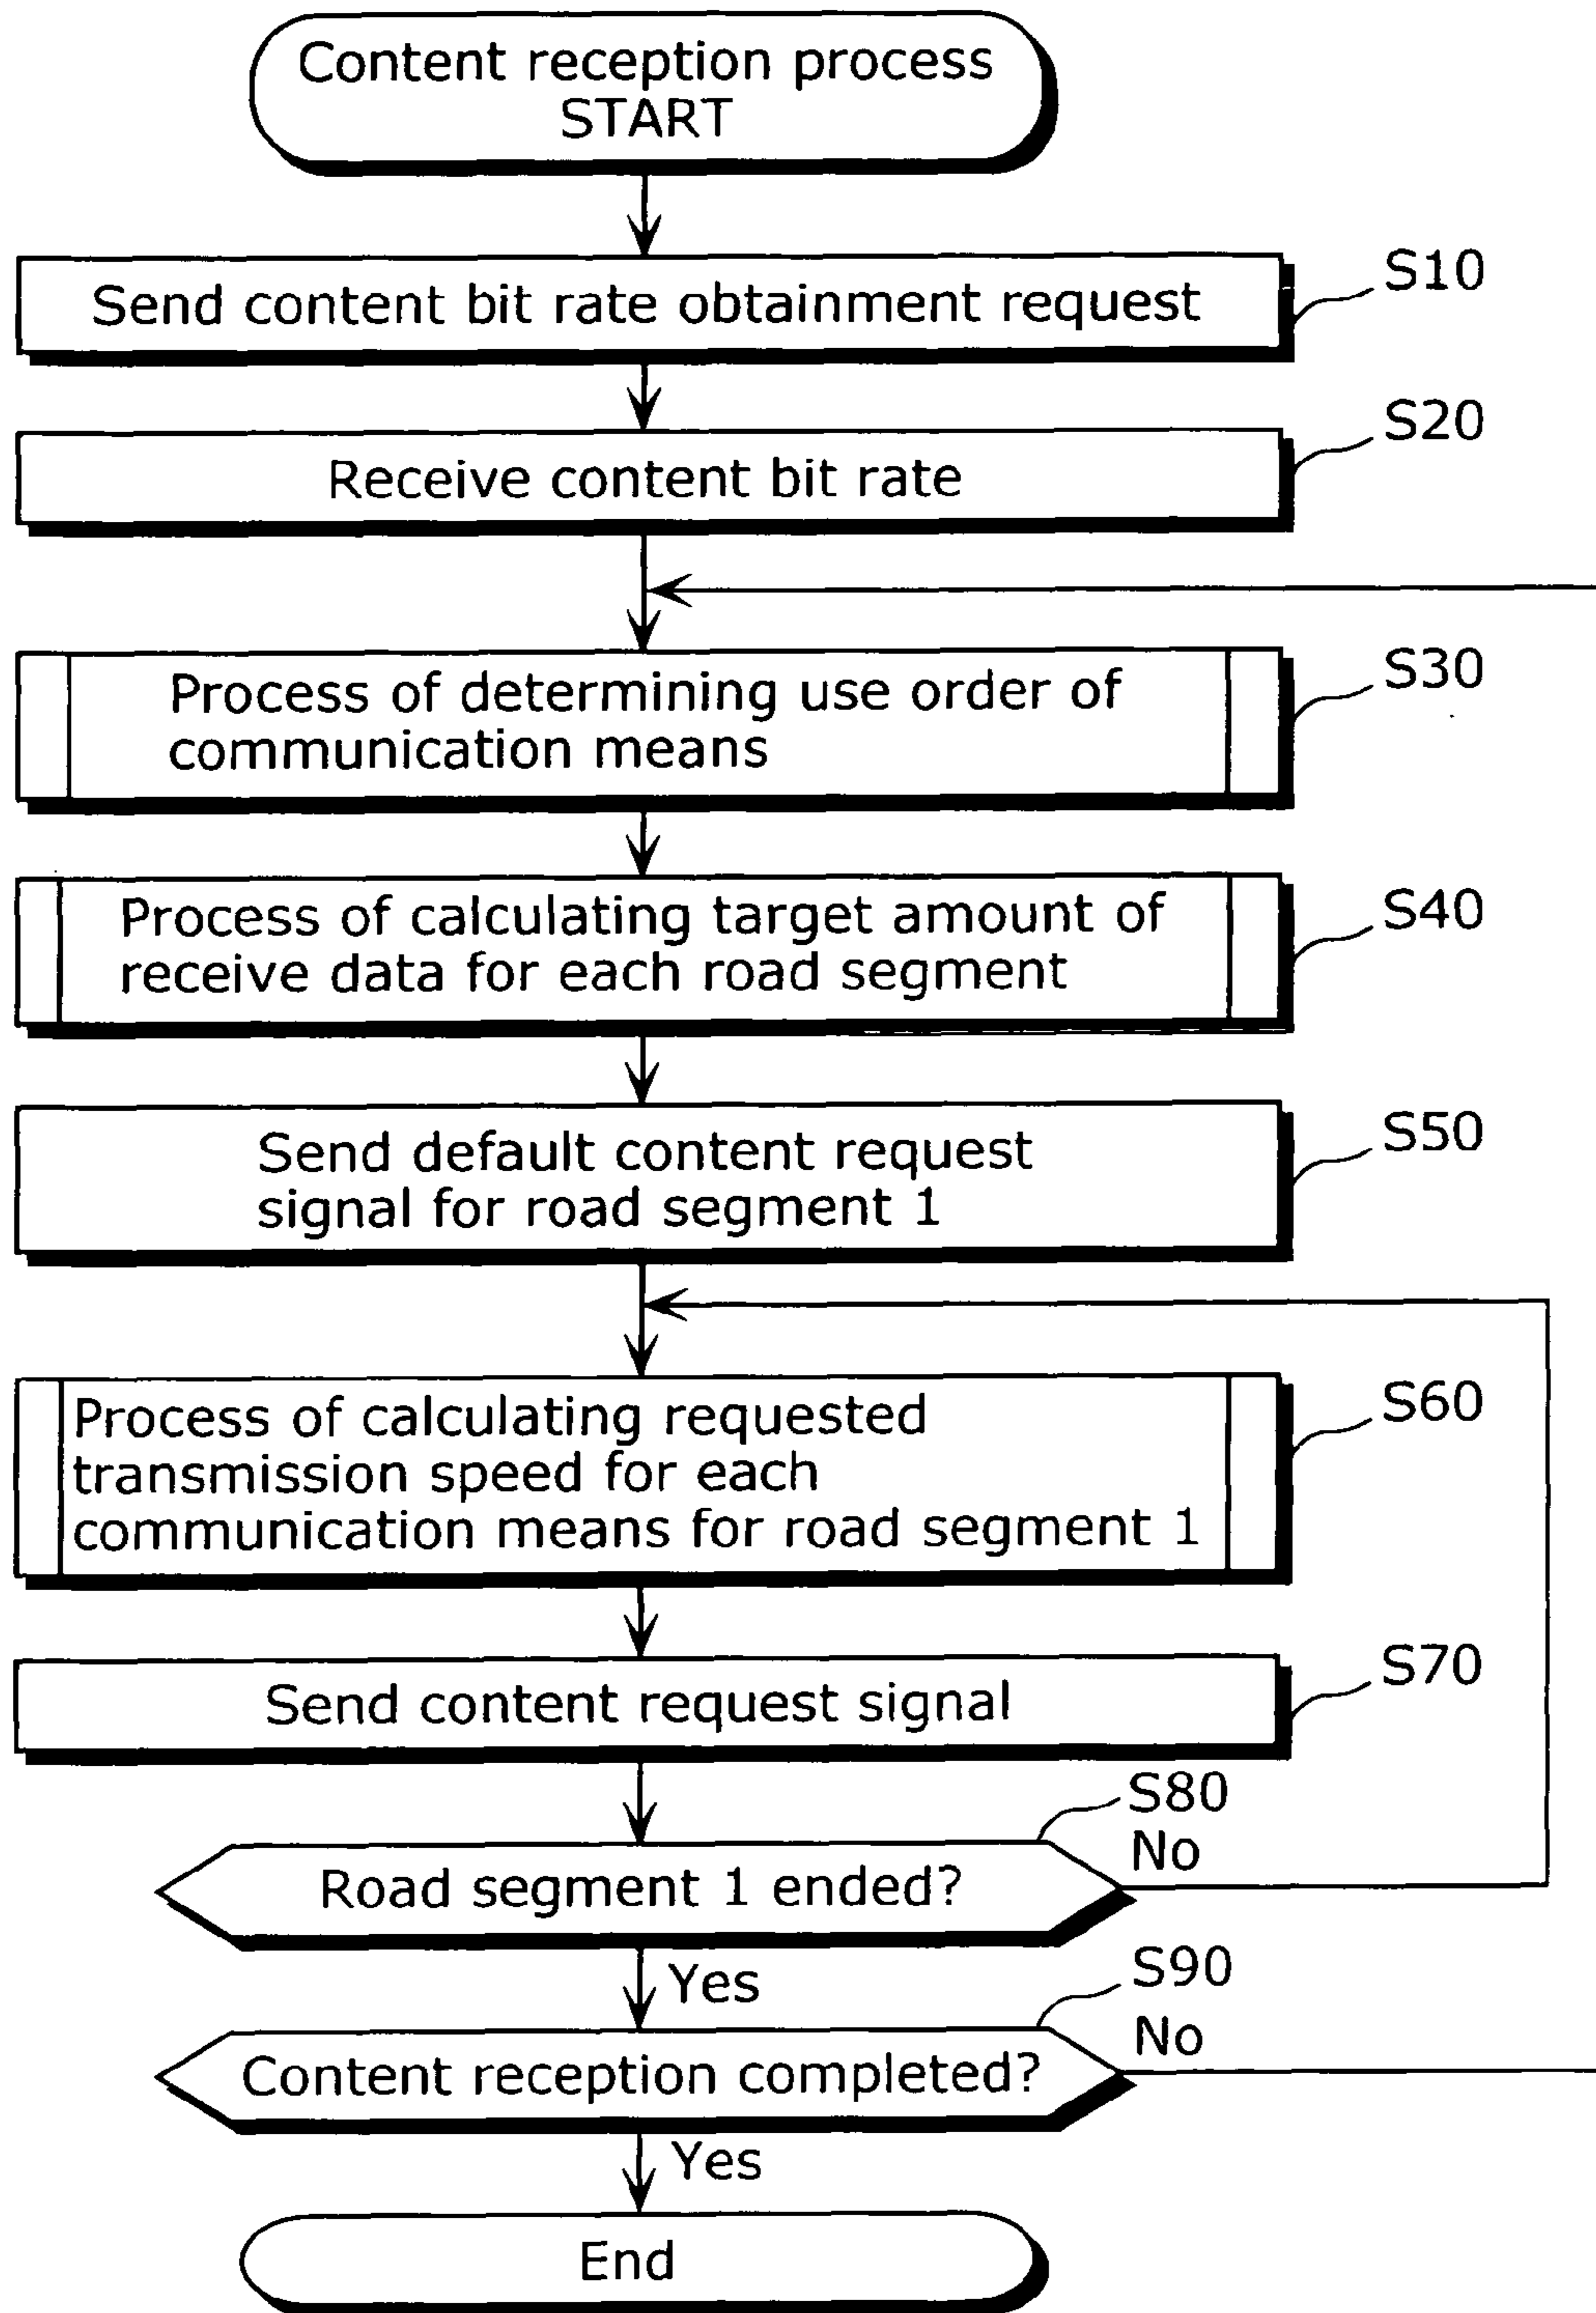 Content reception process
START
S10
Send content bit rate obtainment request
S20
Receive content bit rate
S30
Process of determining use order of
communication means
S40
Process of calculating target amount of
receive data for each road segment
S50
Send default content request
signal for road segment 1
S60
Process of calculating requested
transmission speed for each
communication means for road segment 1
S70
Send content request signal
S80
No
Road segment 1 ended?
Yes
S90
No
Content reception completed?
Yes
End